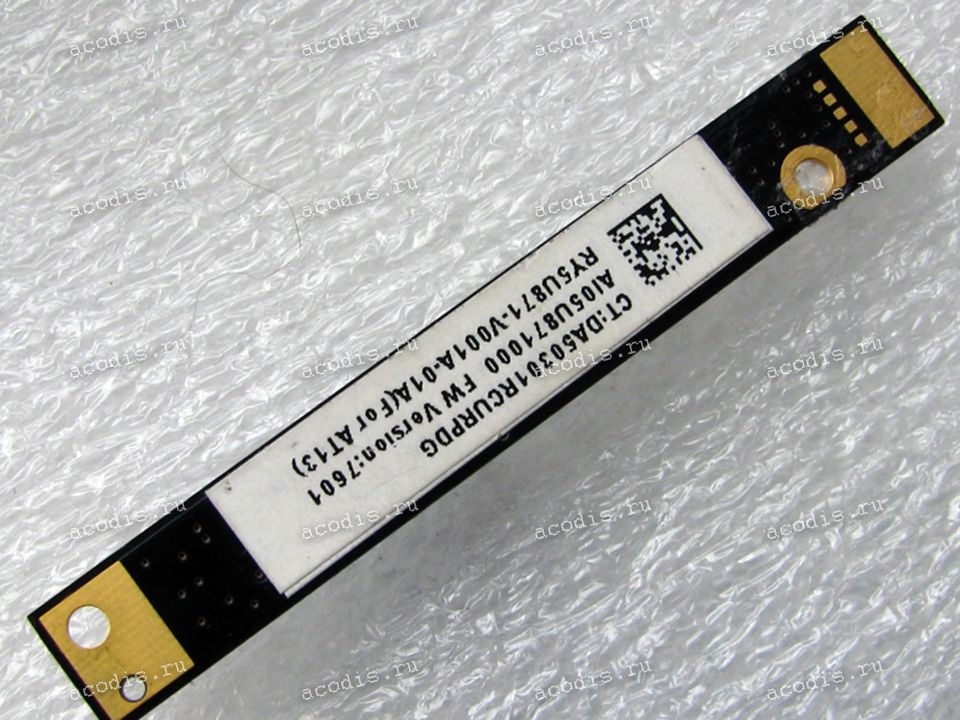 CT:DA50301RCURPDG
AI05U871000 FW Version:7601
RY5U871-V001A-01A(For AT13)
acodis.ru